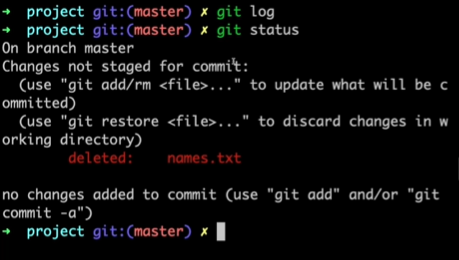 ➜ project git:(master) ✗ git log
➜ project git:(master) ✗ git status
On branch master
Changes not staged for commit:
  (use "git add/rm <file>..." to update what will be c
ommitted)
  (use "git restore <file>..." to discard changes in w
orking directory)
        deleted:    names.txt

no changes added to commit (use "git add" and/or "git
commit -a")
➜ project git:(master) ✗